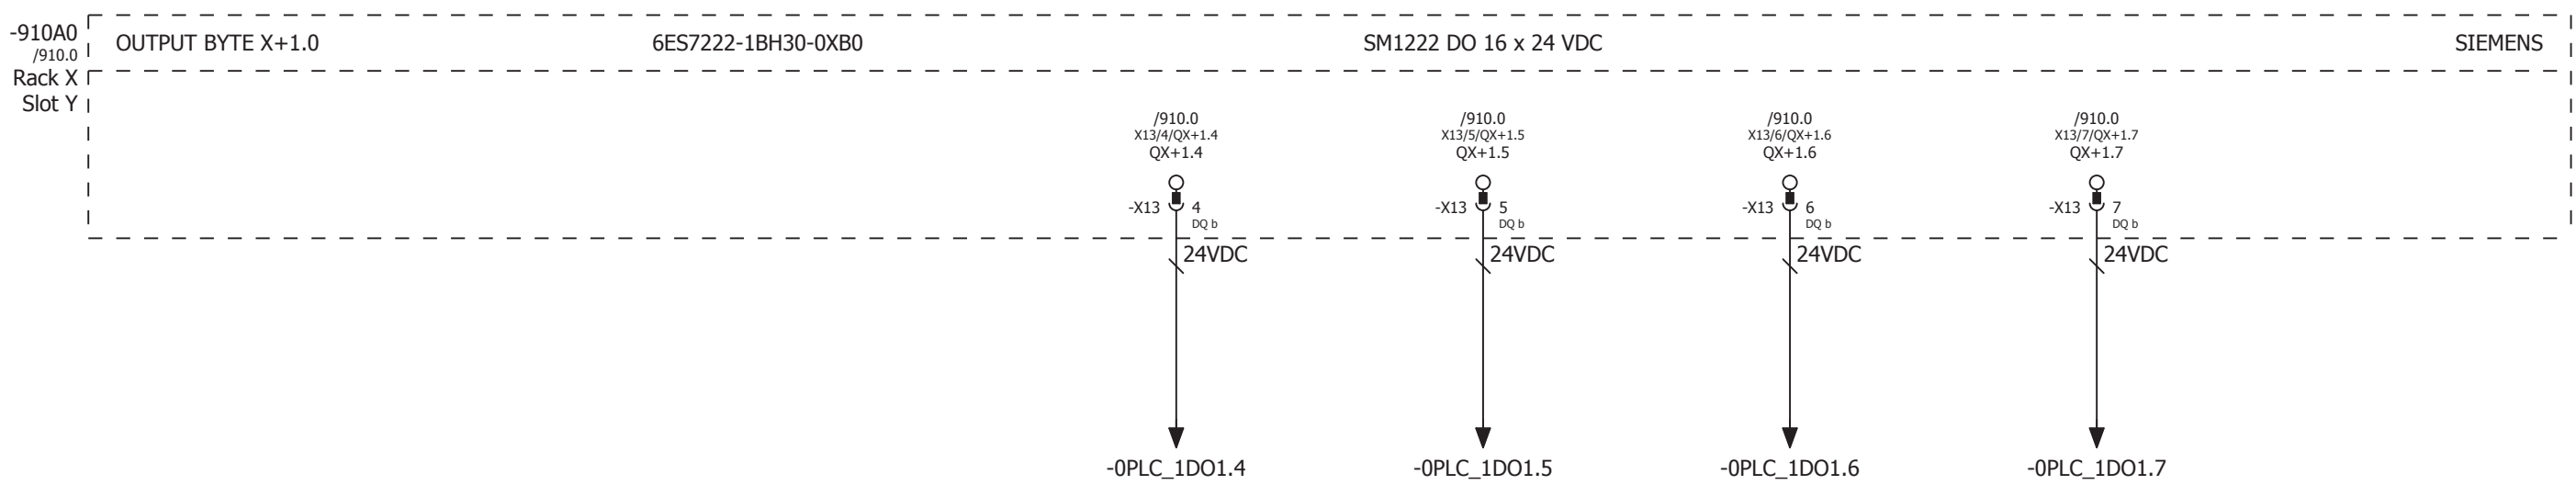 -910A0
/910.0
Rack X
Slot Y
OUTPUT BYTE X+1.0 6ES7222-1BH30-0XB0 SM1222 DO 16 x 24 VDC SIEMENS
/910.0 /910.0 /910.0 /910.0
X13/4/QX+1.4 X13/5/QX+1.5 X13/6/QX+1.6 X13/7/QX+1.7
QX+1.4 QX+1.5 QX+1.6 QX+1.7
-X13 4 -X13 5 -X13 6 -X13 7
DQ b DQ b DQ b DQ b
24VDC 24VDC 24VDC 24VDC
-0PLC_1DO1.4 -0PLC_1DO1.5 -0PLC_1DO1.6 -0PLC_1DO1.7